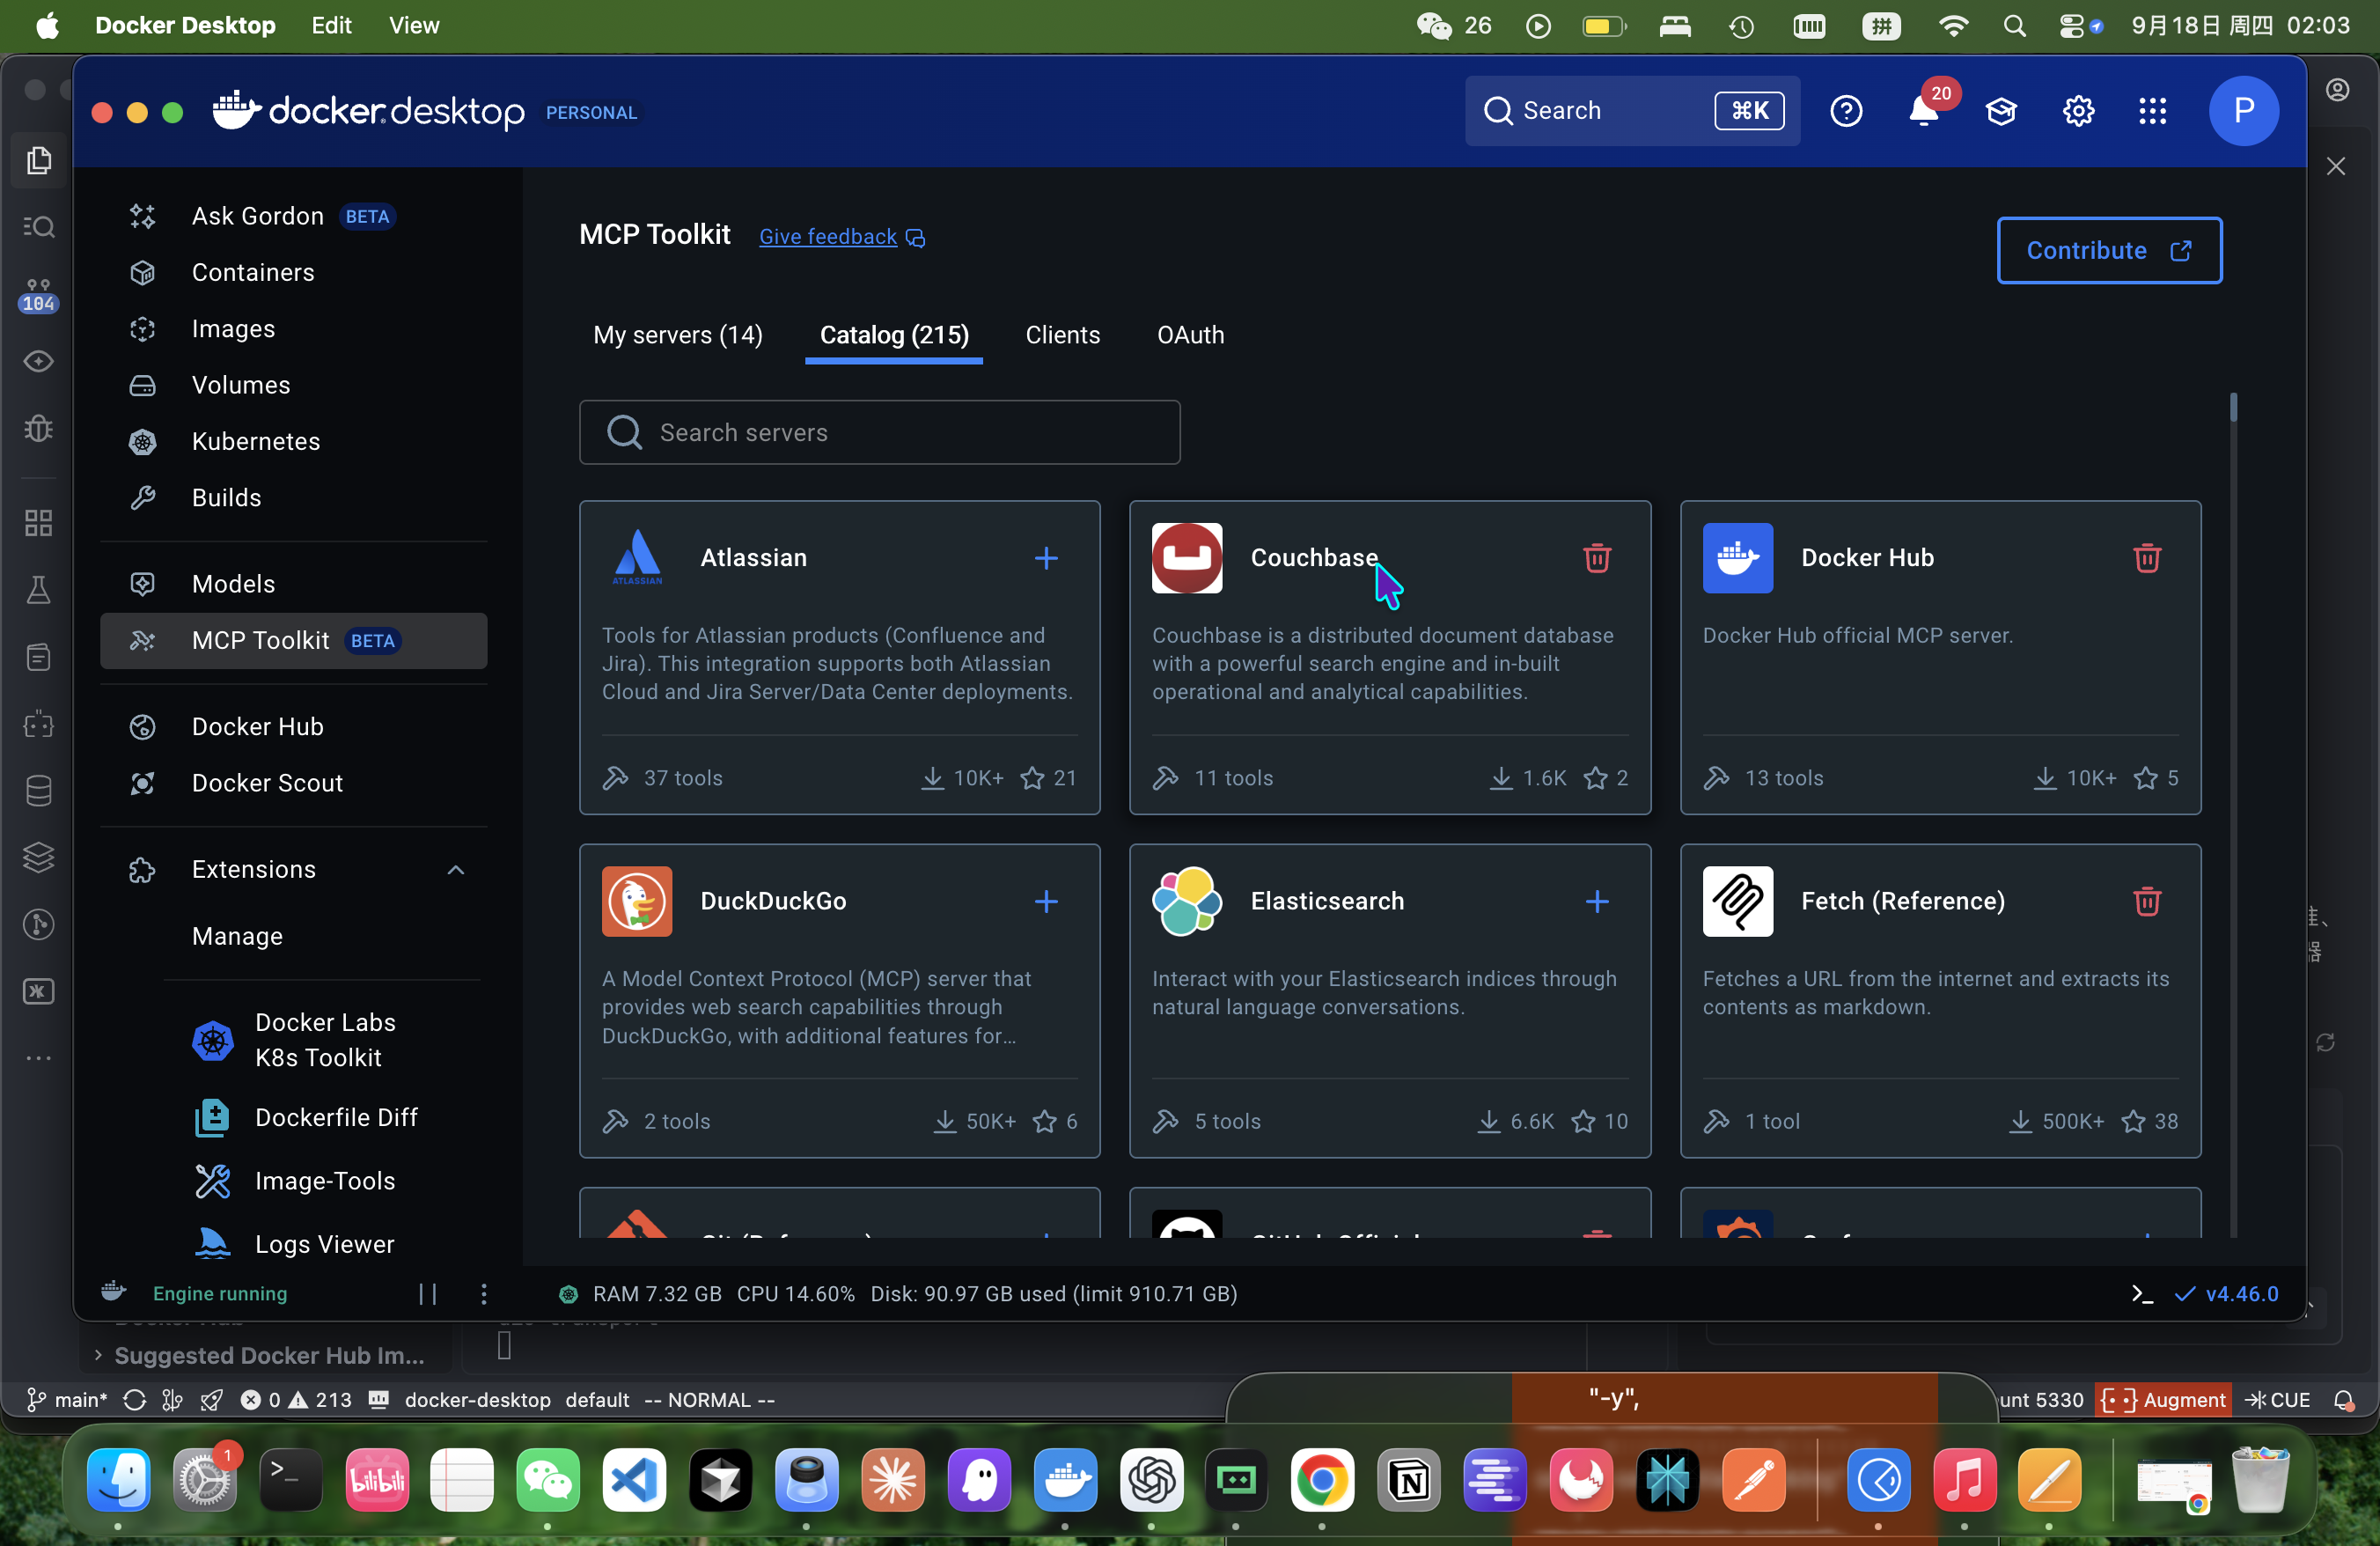 Docker Desktop Edit View
26
拼
9月18日 周四 02:03
docker.desktop PERSONAL
Search ⌘K
20
P
104
Ask Gordon BETA
Containers
Images
Volumes
Kubernetes
Builds
Models
MCP Toolkit BETA
Docker Hub
Docker Scout
Extensions
Manage
Docker Labs
K8s Toolkit
Dockerfile Diff
Image-Tools
Logs Viewer
MCP Toolkit Give feedback
Contribute
My servers (14) Catalog (215) Clients OAuth
Search servers
ATLASSIAN
Atlassian
Tools for Atlassian products (Confluence and
Jira). This integration supports both Atlassian
Cloud and Jira Server/Data Center deployments.
37 tools 10K+ 21
Couchbase
Couchbase is a distributed document database
with a powerful search engine and in-built
operational and analytical capabilities.
11 tools 1.6K 2
Docker Hub
Docker Hub official MCP server.
13 tools 10K+ 5
DuckDuckGo
A Model Context Protocol (MCP) server that
provides web search capabilities through
DuckDuckGo, with additional features for...
2 tools 50K+ 6
Elasticsearch
Interact with your Elasticsearch indices through
natural language conversations.
5 tools 6.6K 10
Fetch (Reference)
Fetches a URL from the internet and extracts its
contents as markdown.
1 tool 500K+ 38
器
Engine running
RAM 7.32 GB CPU 14.60% Disk: 90.97 GB used (limit 910.71 GB)
v4.46.0
Suggested Docker Hub Im...
main* 0 213 docker-desktop default -- NORMAL --
"-y",
5330 Augment CUE
1
bilibili